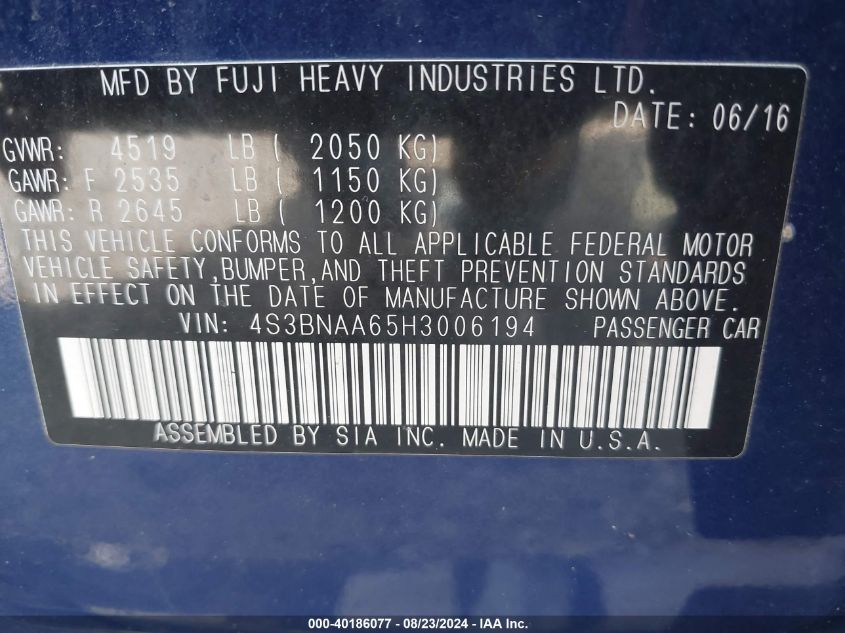 MFD BY FUJI HEAVY INDUSTRIES LTD.
DATE: 06/16
GVWR: 4519 LB ( 2050 KG)
GAWR: F 2535 LB ( 1150 KG)
GAWR: R 2645 LB ( 1200 KG)
THIS VEHICLE CONFORMS TO ALL APPLICABLE FEDERAL MOTOR
VEHICLE SAFETY,BUMPER,AND THEFT PREVENTION STANDARDS
IN EFFECT ON THE DATE OF MANUFACTURE SHOWN ABOVE.
VIN: 4S3BNAA65H3006194 PASSENGER CAR
ASSEMBLED BY SIA INC. MADE IN U.S.A.
000-40186077 - 08/23/2024 - IAA Inc.